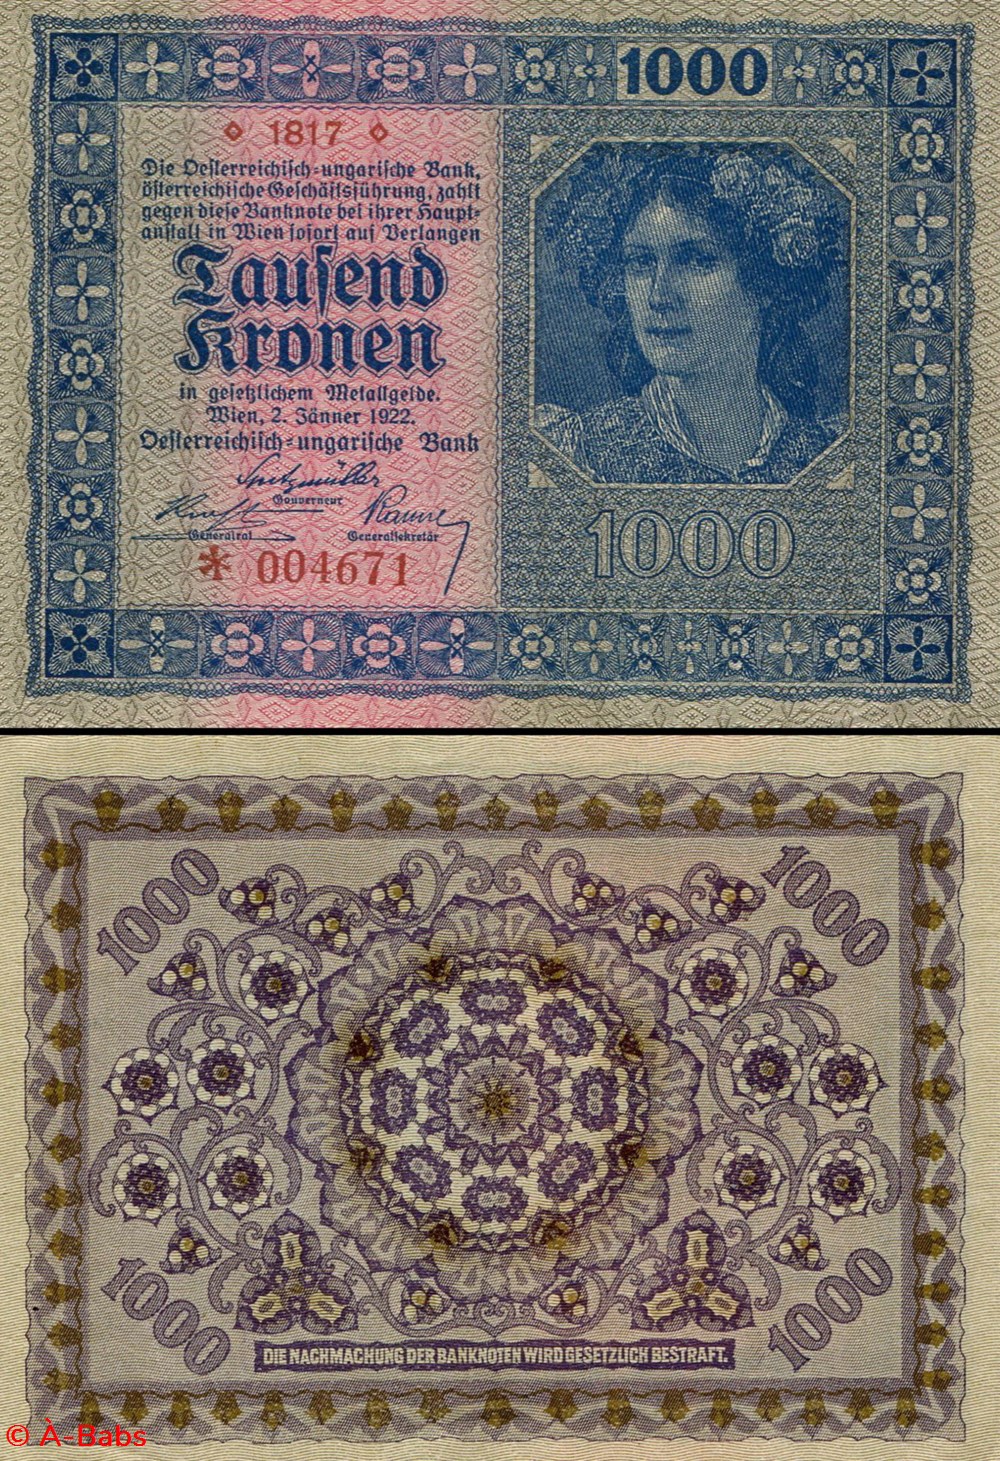 1000
1817
Die Oesterreichisch-ungarische Bank,
österreichische Geschäftsführung, zahlt
gegen diese Banknote bei ihrer Haupt-
anstalt in Wien sofort auf Verlangen
Tausend
Kronen
in gesetzlichem Metallgelde.
Wien, 2. Jänner 1922.
Oesterreichisch-ungarische Bank
Spitzmüller
Gouverneur
Generalrat
Generalsekretär
* 004671
1000
1000
1000
1000
1000
DIE NACHMACHUNG DER BANKNOTEN WIRD GESETZLICH BESTRAFT.
© À-Babs